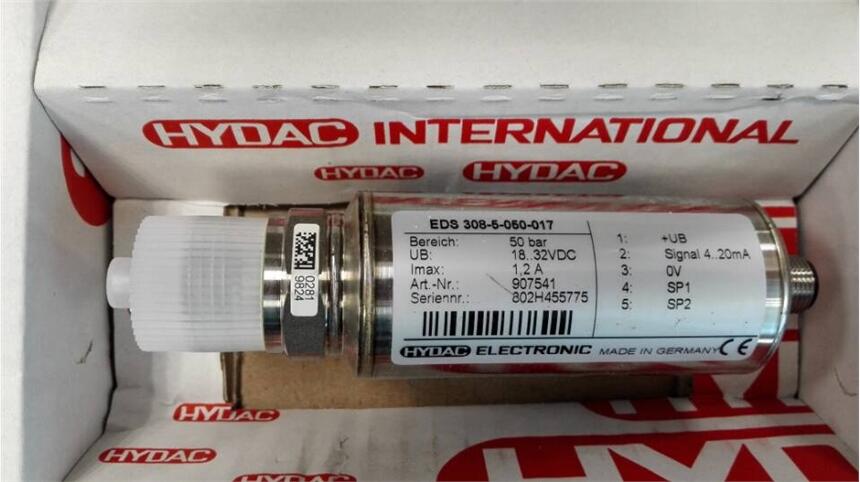 HYDAC INTERNATIONAL
HYDAC HYDAC
EDS 308-5-050-017
Bereich: 50 bar
UB: 18..32VDC
Imax: 1,2 A
Art.-Nr.: 907541
Seriennr.: 802H455775
HYDAC ELECTRONIC MADE IN GERMANY CE
1: +UB
2: Signal 4..20mA
3: 0V
4: SP1
5: SP2
0281
9824
HYDAC
HYDAC
HYDAC
HYDAC